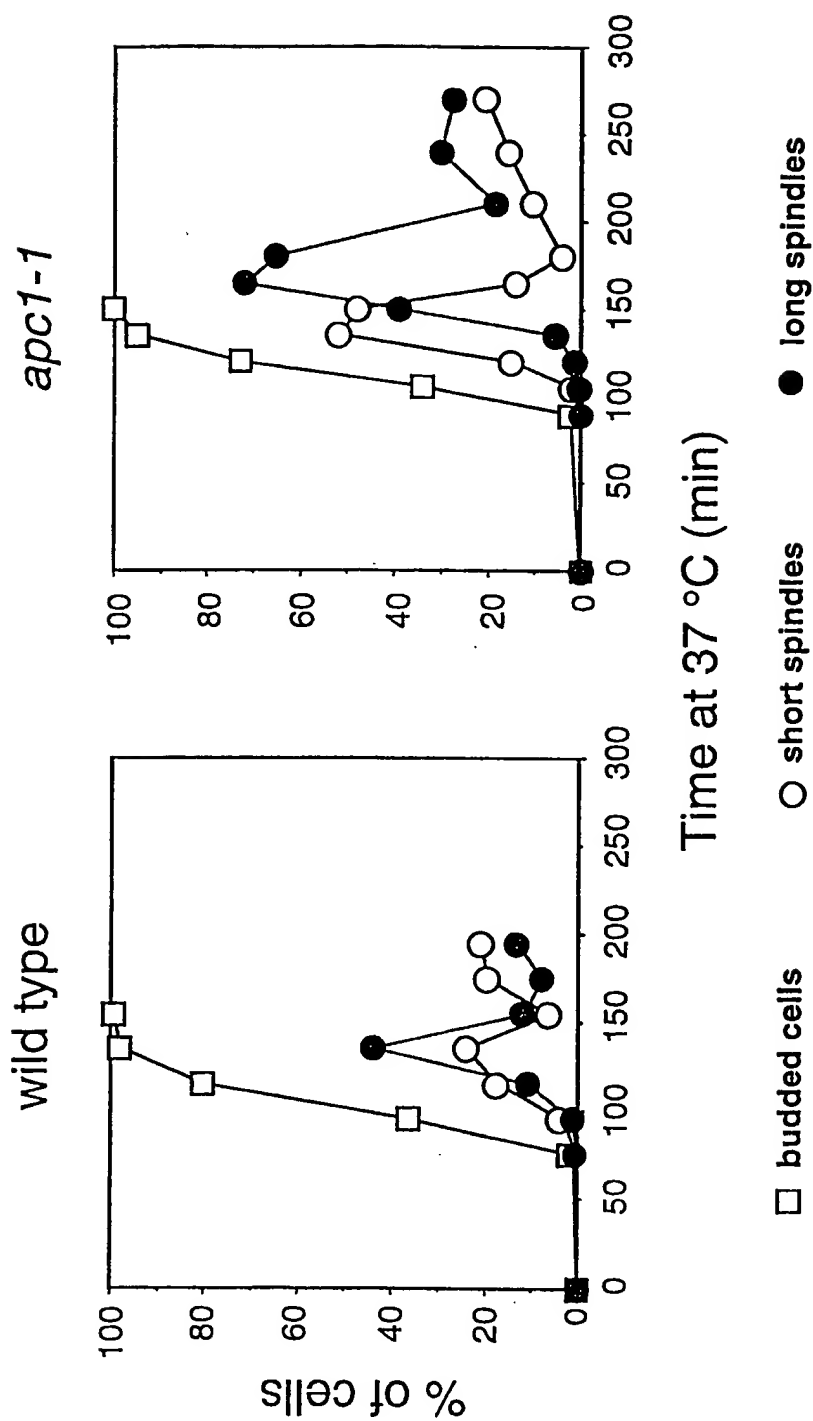 wild type
apc1-1
% of cells
100
80
60
40
20
0
0 50 100 150 200 250 300
100
80
60
40
20
0
0 50 100 150 200 250 300
Time at 37 °C (min)
budded cells
short spindles
long spindles